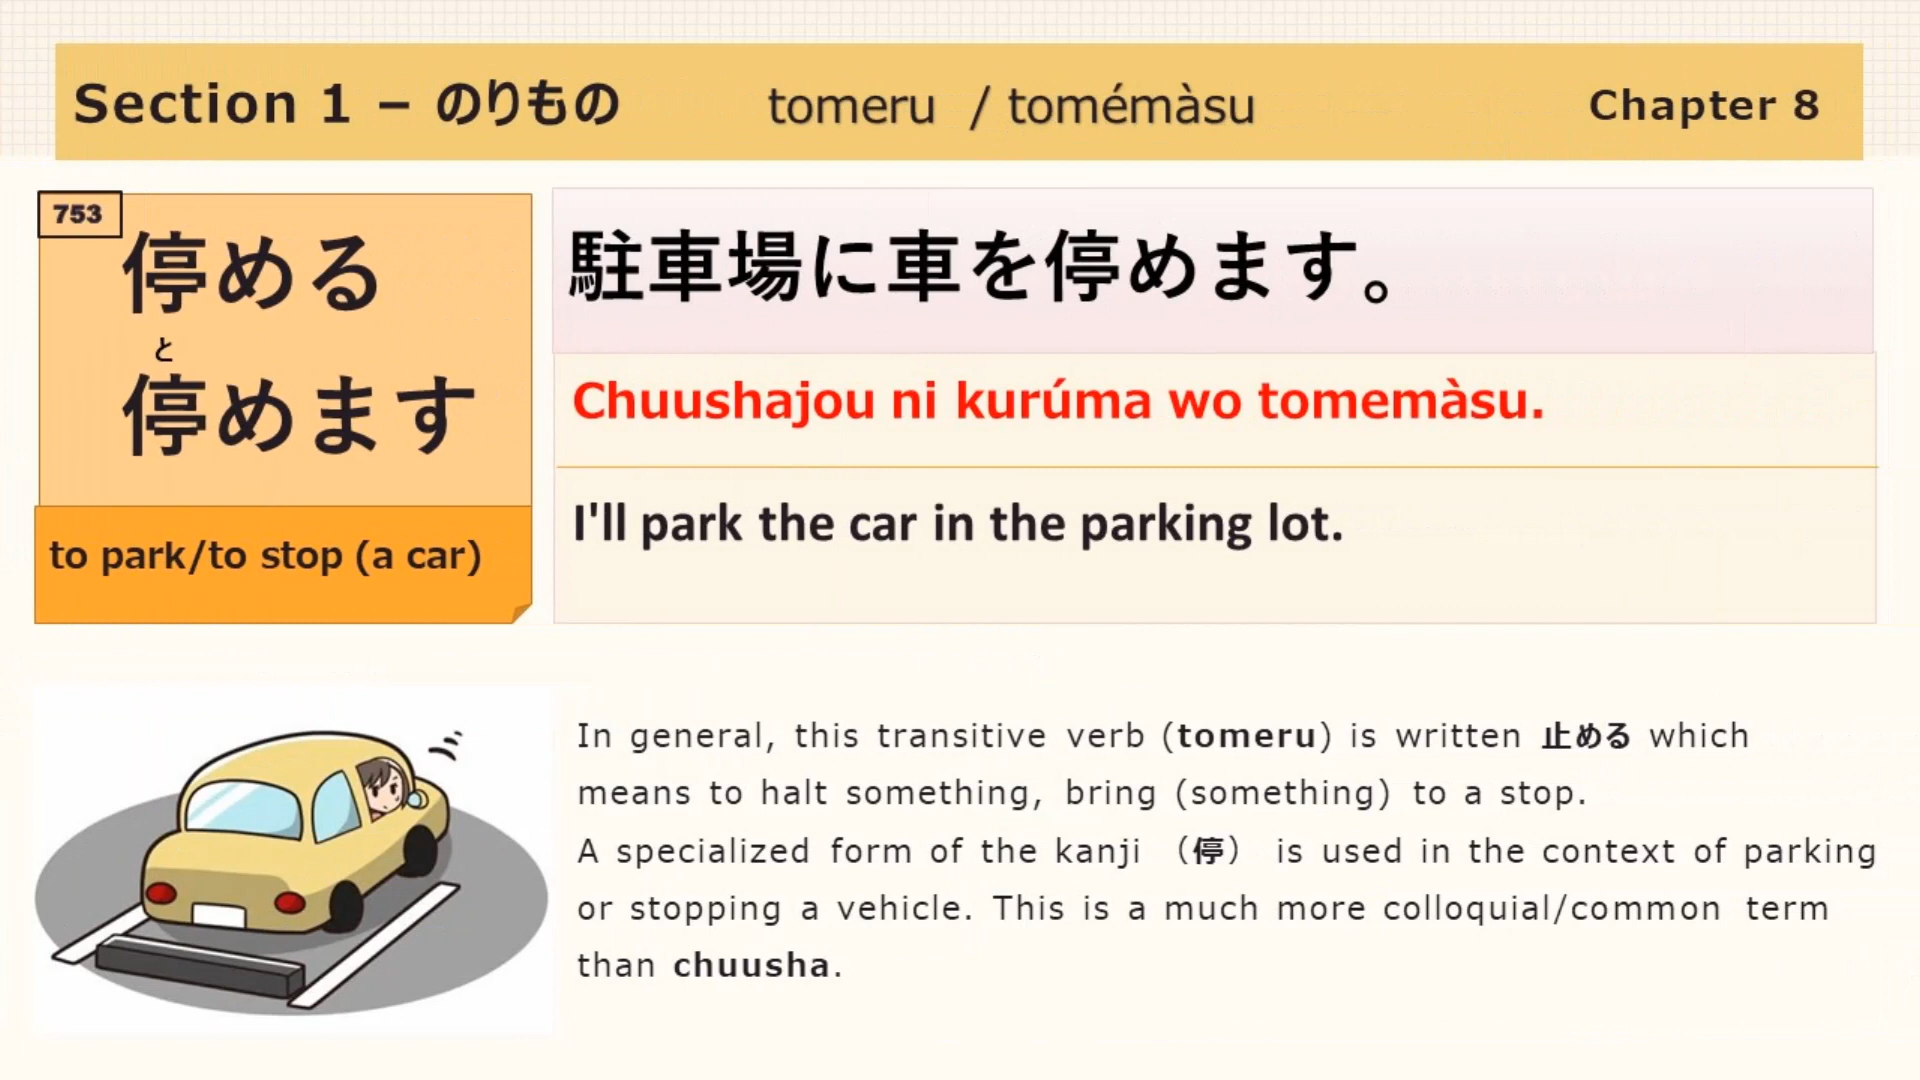 Section 1 – のりもの tomeru / tomémàsu Chapter 8
753
停める
と
停めます
to park/to stop (a car)
駐車場に車を停めます。
Chuushajou ni kurúma wo tomemàsu.
I'll park the car in the parking lot.
In general, this transitive verb (tomeru) is written 止める which
means to halt something, bring (something) to a stop.
A specialized form of the kanji （停） is used in the context of parking
or stopping a vehicle. This is a much more colloquial/common term
than chuusha.